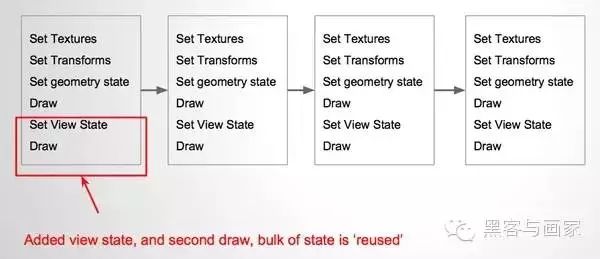 Set Textures
Set Transforms
Set geometry state
Draw
Set View State
Draw
Set Textures
Set Transforms
Set geometry state
Draw
Set View State
Draw
Set Textures
Set Transforms
Set geometry state
Draw
Set View State
Draw
Set Textures
Set Transforms
Set geometry state
Draw
Set View State
Draw
Added view state, and second draw, bulk of state is ‘reused’
黑客与画家